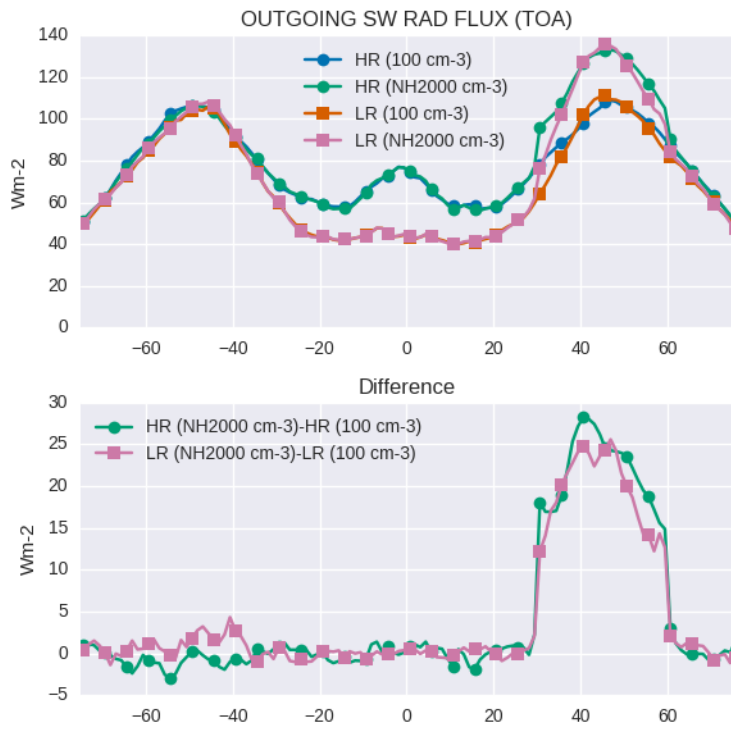 OUTGOING SW RAD FLUX (TOA)
140
120
100
80
60
40
20
0
Wm-2
HR (100 cm-3)
HR (NH2000 cm-3)
LR (100 cm-3)
LR (NH2000 cm-3)
−60 −40 −20 0 20 40 60
Difference
30
25
20
15
10
5
0
−5
Wm-2
HR (NH2000 cm-3)-HR (100 cm-3)
LR (NH2000 cm-3)-LR (100 cm-3)
−60 −40 −20 0 20 40 60